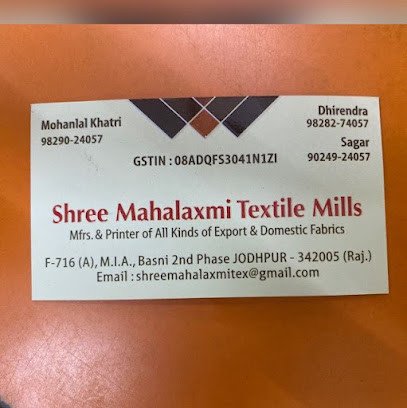 Mohanlal Khatri
98290-24057
Dhirendra
98282-74057
Sagar
90249-24057
GSTIN : 08ADQFS3041N1ZI
Shree Mahalaxmi Textile Mills
Mfrs. & Printer of All Kinds of Export & Domestic Fabrics
F-716 (A), M.I.A., Basni 2nd Phase JODHPUR - 342005 (Raj.)
Email : shreemahalaxmitex@gmail.com